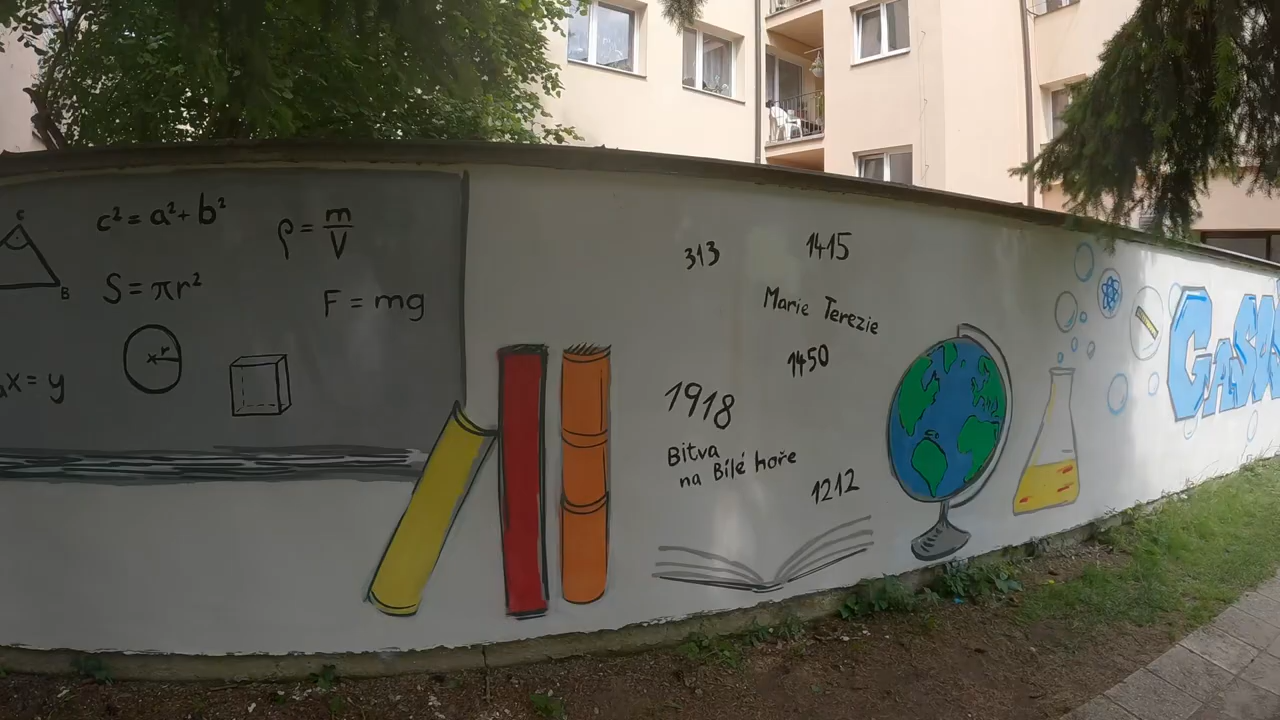 C
B
c² = a² + b²
ρ = m/V
S = πr²
F = mg
r
x = y
313
1415
Marie Terezie
1450
1918
Bitva
na Bílé hoře
1212